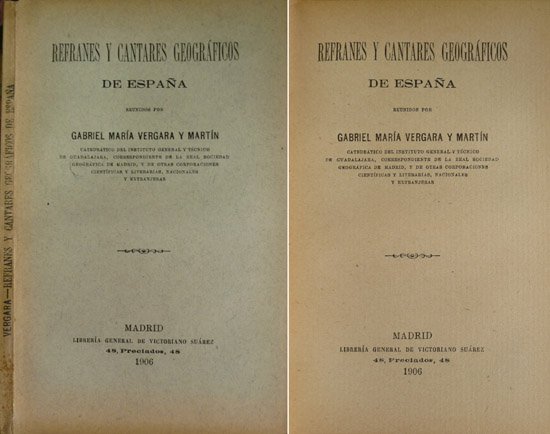 VERGARA—REFRANES Y CANTARES GEOGRÁFICOS DE ESPAÑA
REFRANES Y CANTARES GEOGRÁFICOS
DE ESPAÑA
REUNIDOS POR
GABRIEL MARÍA VERGARA Y MARTÍN
CATEDRÁTICO DEL INSTITUTO GENERAL Y TÉCNICO
DE GUADALAJARA, CORRESPONDIENTE DE LA REAL SOCIEDAD
GEOGRÁFICA DE MADRID, Y DE OTRAS CORPORACIONES
CIENTÍFICAS Y LITERARIAS, NACIONALES
Y EXTRANJERAS
MADRID
LIBRERÍA GENERAL DE VICTORIANO SUÁREZ
48, Preciados, 48
1906
REFRANES Y CANTARES GEOGRÁFICOS
DE ESPAÑA
REUNIDOS POR
GABRIEL MARÍA VERGARA Y MARTÍN
CATEDRÁTICO DEL INSTITUTO GENERAL Y TÉCNICO
DE GUADALAJARA, CORRESPONDIENTE DE LA REAL SOCIEDAD
GEOGRÁFICA DE MADRID, Y DE OTRAS CORPORACIONES
CIENTÍFICAS Y LITERARIAS, NACIONALES
Y EXTRANJERAS
MADRID
LIBRERÍA GENERAL DE VICTORIANO SUÁREZ
48, Preciados, 48
1906